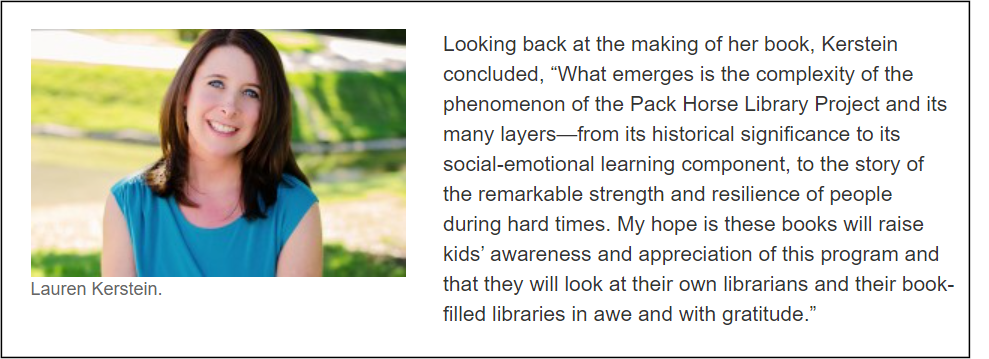 Looking back at the making of her book, Kerstein
concluded, “What emerges is the complexity of the
phenomenon of the Pack Horse Library Project and its
many layers—from its historical significance to its
social-emotional learning component, to the story of
the remarkable strength and resilience of people
during hard times. My hope is these books will raise
kids’ awareness and appreciation of this program and
that they will look at their own librarians and their book-
filled libraries in awe and with gratitude.”
Lauren Kerstein.